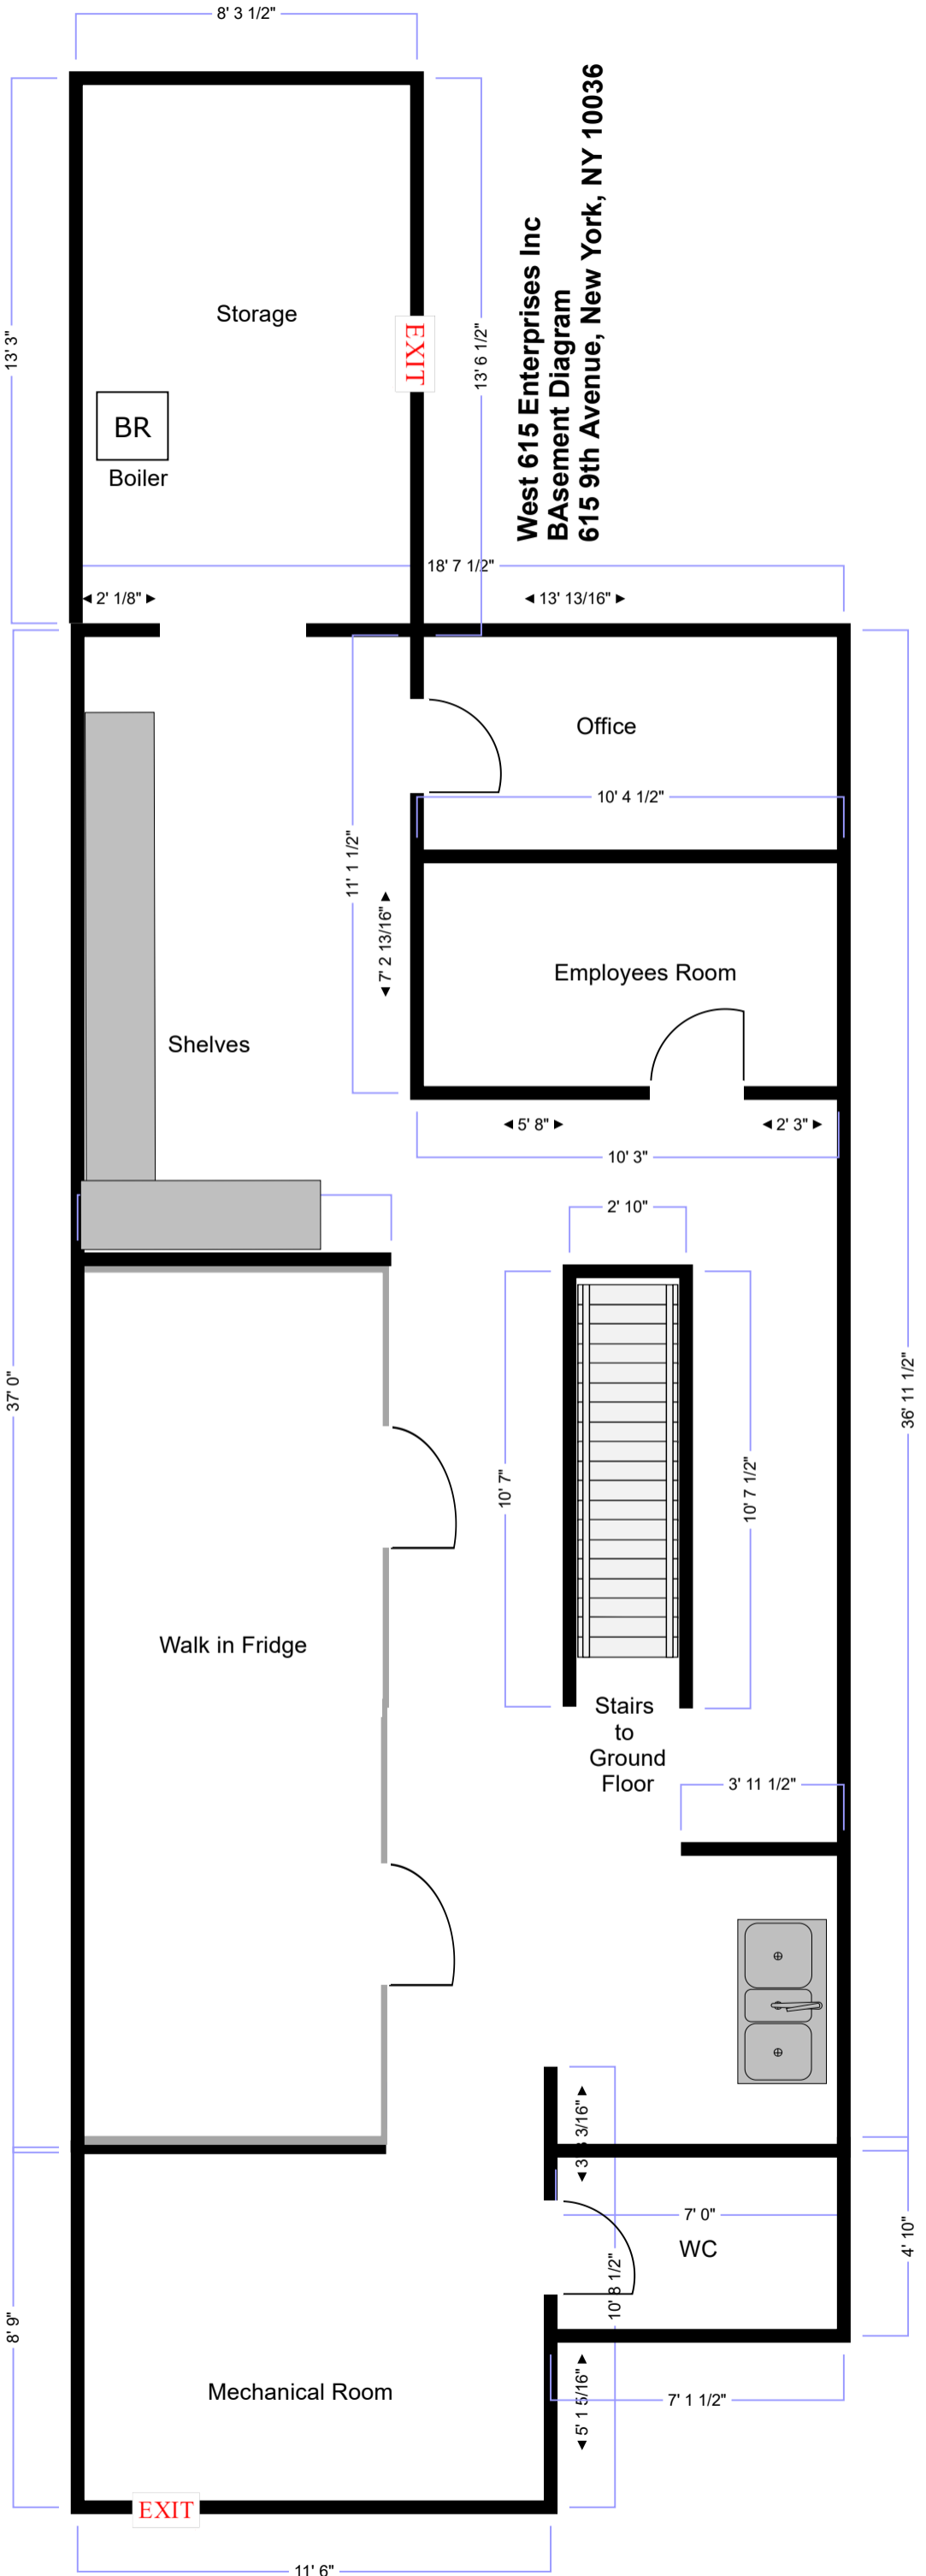 8' 3 1/2"
West 615 Enterprises Inc
BAsement Diagram
615 9th Avenue, New York, NY 10036
Storage
EXIT
13' 3"
13' 6 1/2"
BR
Boiler
18' 7 1/2"
2' 1/8"
13' 13/16"
Office
10' 4 1/2"
11' 1 1/2"
7' 2 13/16"
Employees Room
Shelves
5' 8"
2' 3"
10' 3"
2' 10"
37' 0"
36' 11 1/2"
10' 7"
10' 7 1/2"
Walk in Fridge
Stairs
to
Ground
Floor
3' 11 1/2"
3/16"
7' 0"
WC
4' 10"
10' 8 1/2"
8' 9"
Mechanical Room
5' 1 5/16"
7' 1 1/2"
EXIT
11' 6"